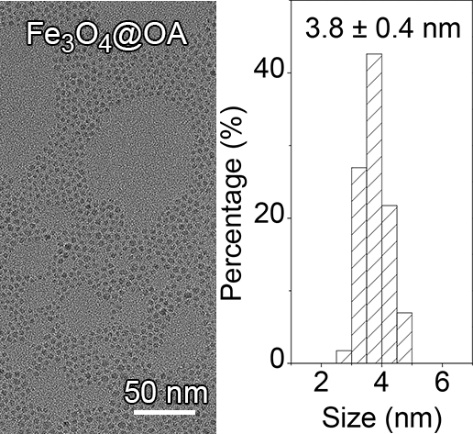 Fe₃O₄@OA
50 nm
3.8 ± 0.4 nm
Percentage (%)
40
20
0
2 4 6
Size (nm)